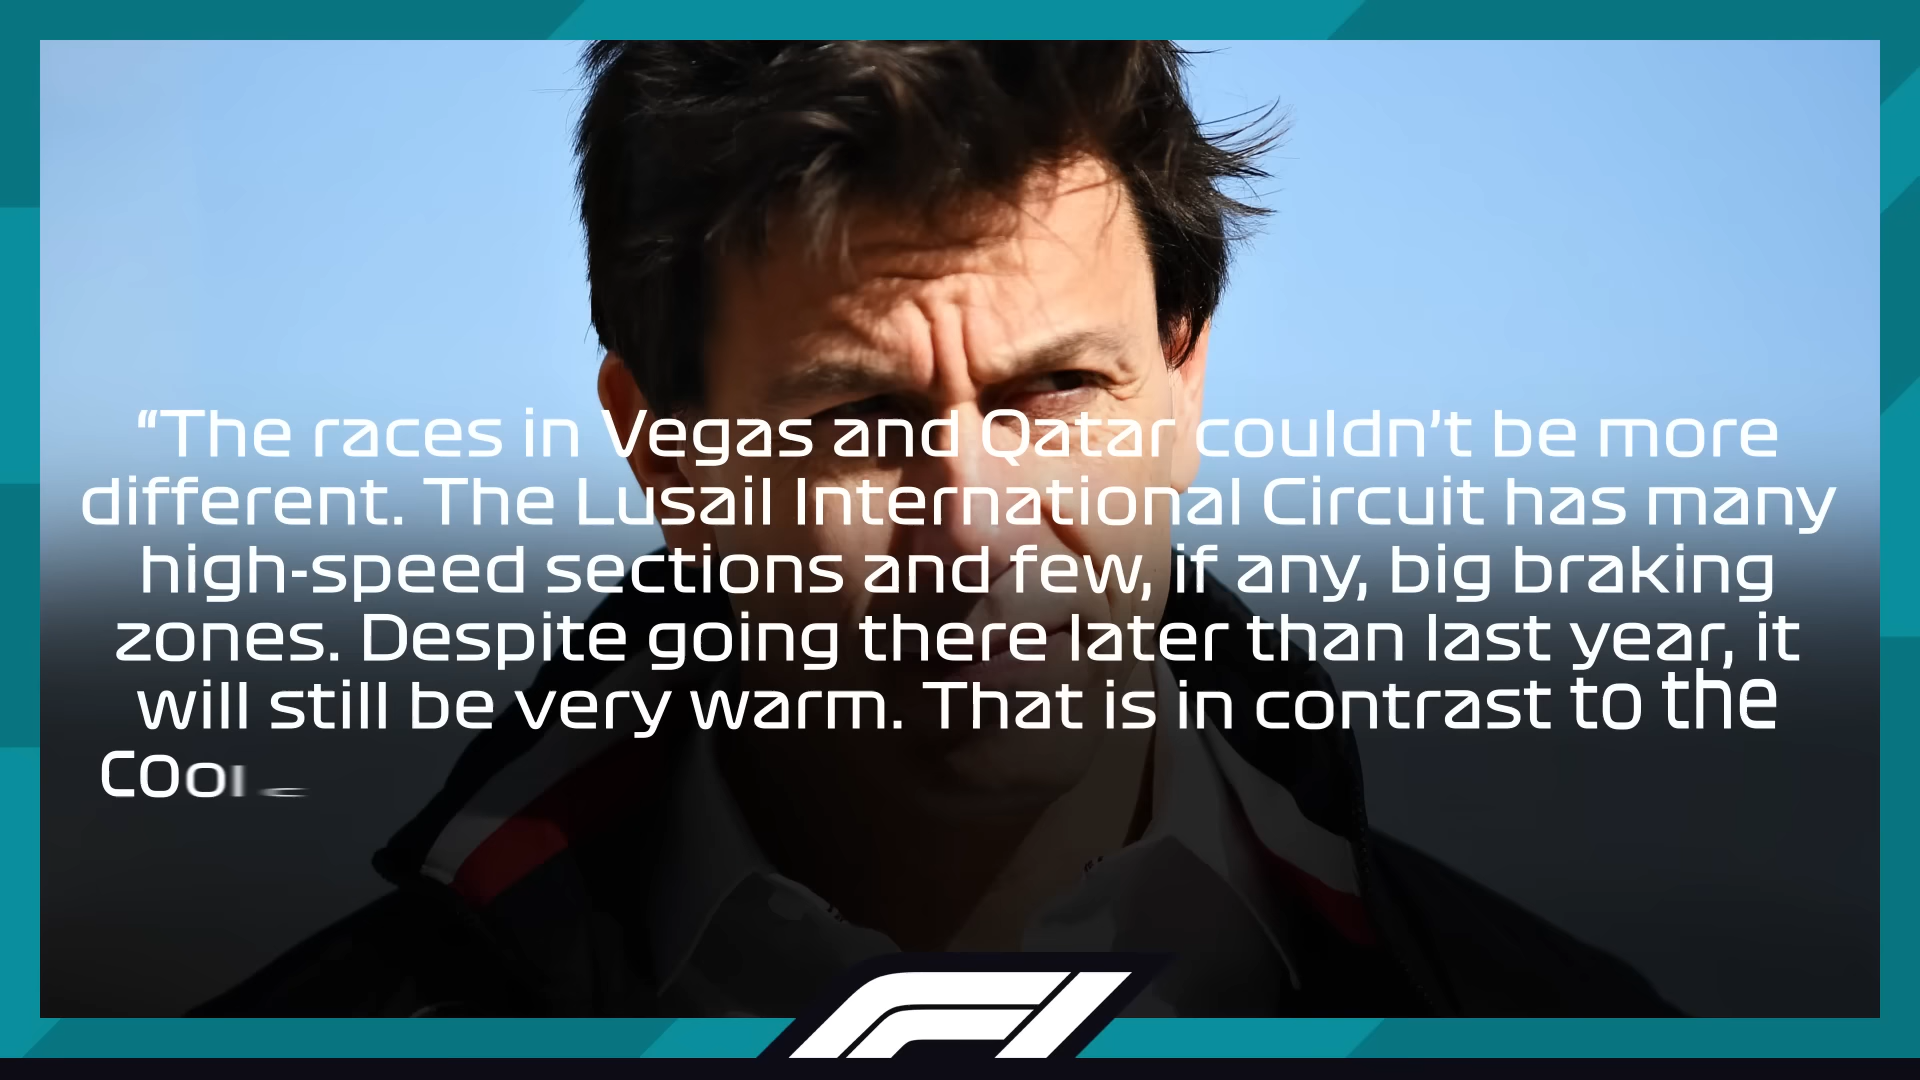 “The races in Vegas and Qatar couldn’t be more
different. The Lusail International Circuit has many
high-speed sections and few, if any, big braking
zones. Despite going there later than last year, it
will still be very warm. That is in contrast to the
F1